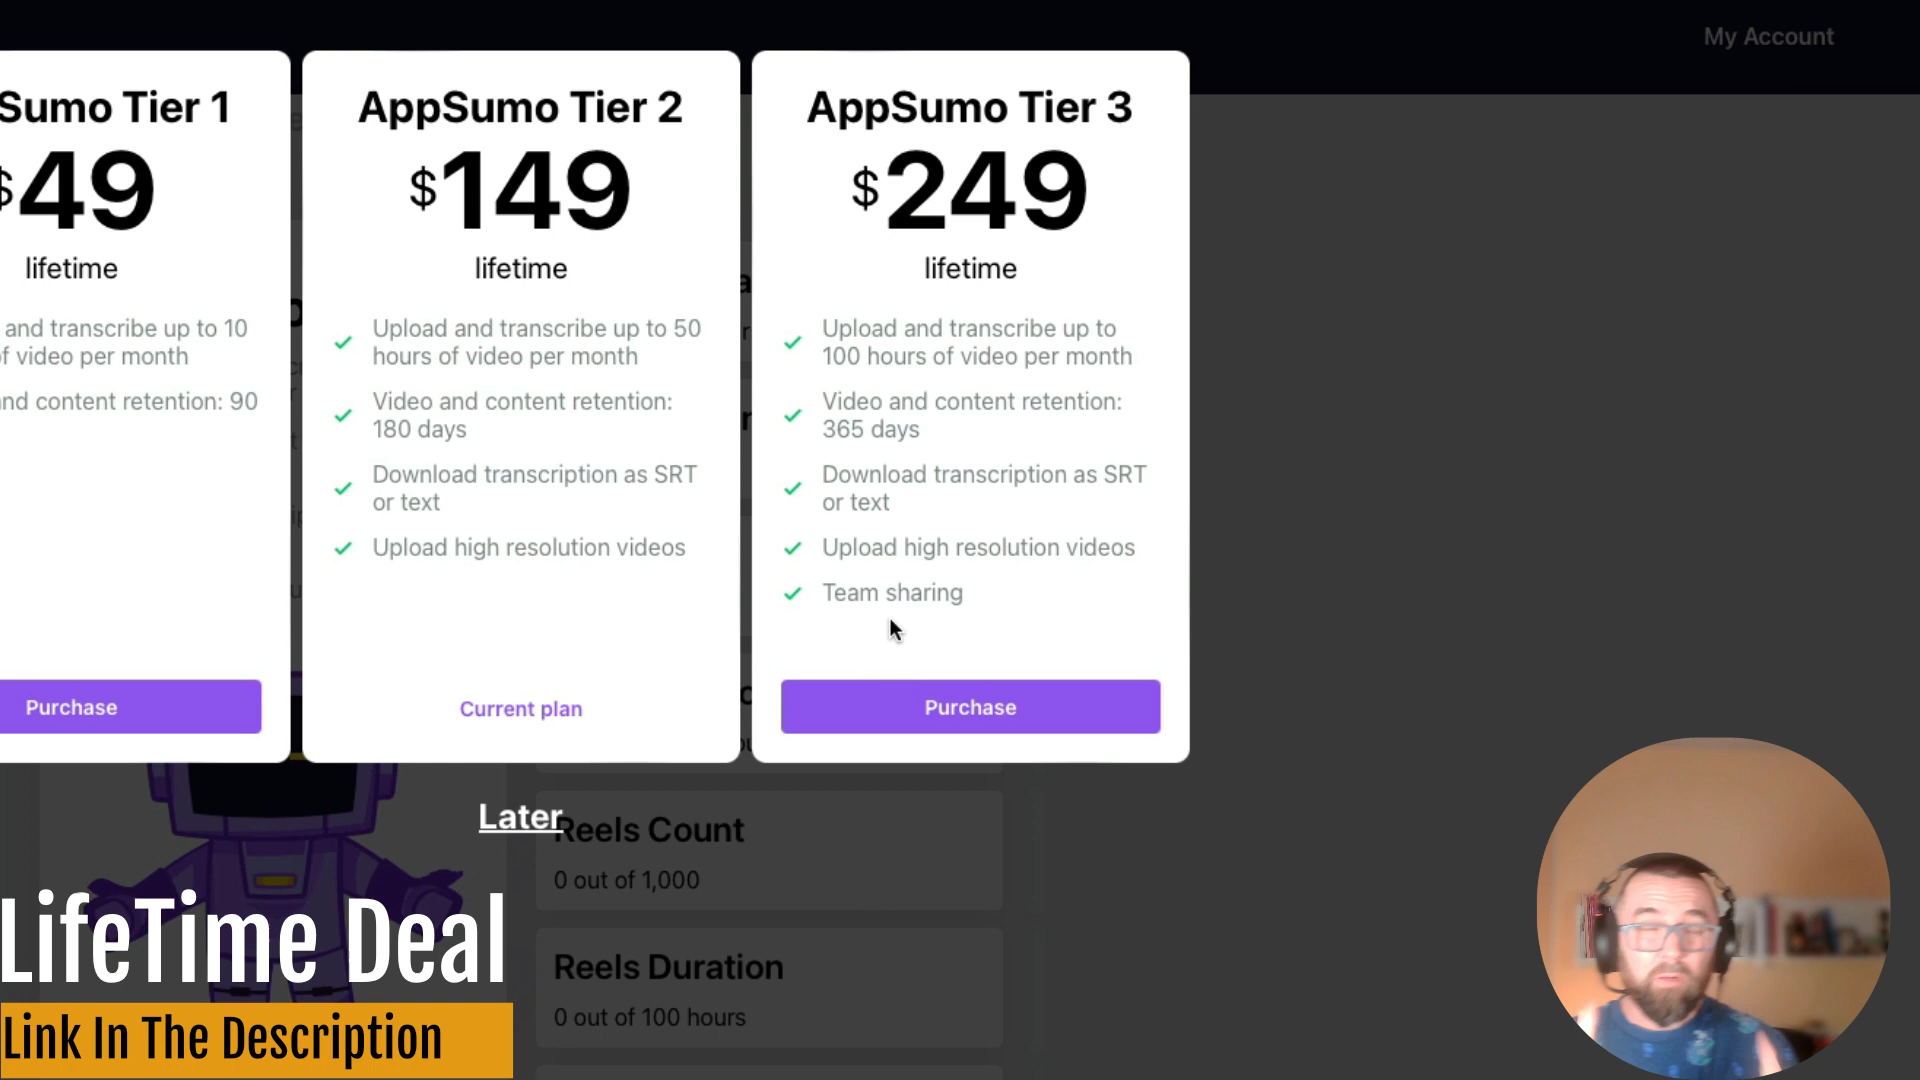 My Account
Sumo Tier 1
$49
lifetime
and transcribe up to 10
of video per month
and content retention: 90
Purchase
AppSumo Tier 2
$149
lifetime
Upload and transcribe up to 50
hours of video per month
Video and content retention:
180 days
Download transcription as SRT
or text
Upload high resolution videos
Current plan
AppSumo Tier 3
$249
lifetime
Upload and transcribe up to
100 hours of video per month
Video and content retention:
365 days
Download transcription as SRT
or text
Upload high resolution videos
Team sharing
Purchase
Later
Reels Count
0 out of 1,000
Reels Duration
0 out of 100 hours
LifeTime Deal
Link In The Description